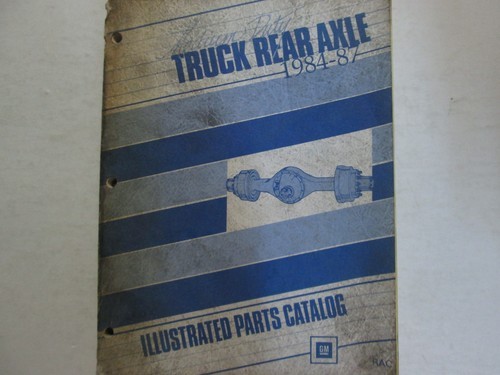 TRUCK REAR AXLE
1984-87
ILLUSTRATED PARTS CATALOG
GM